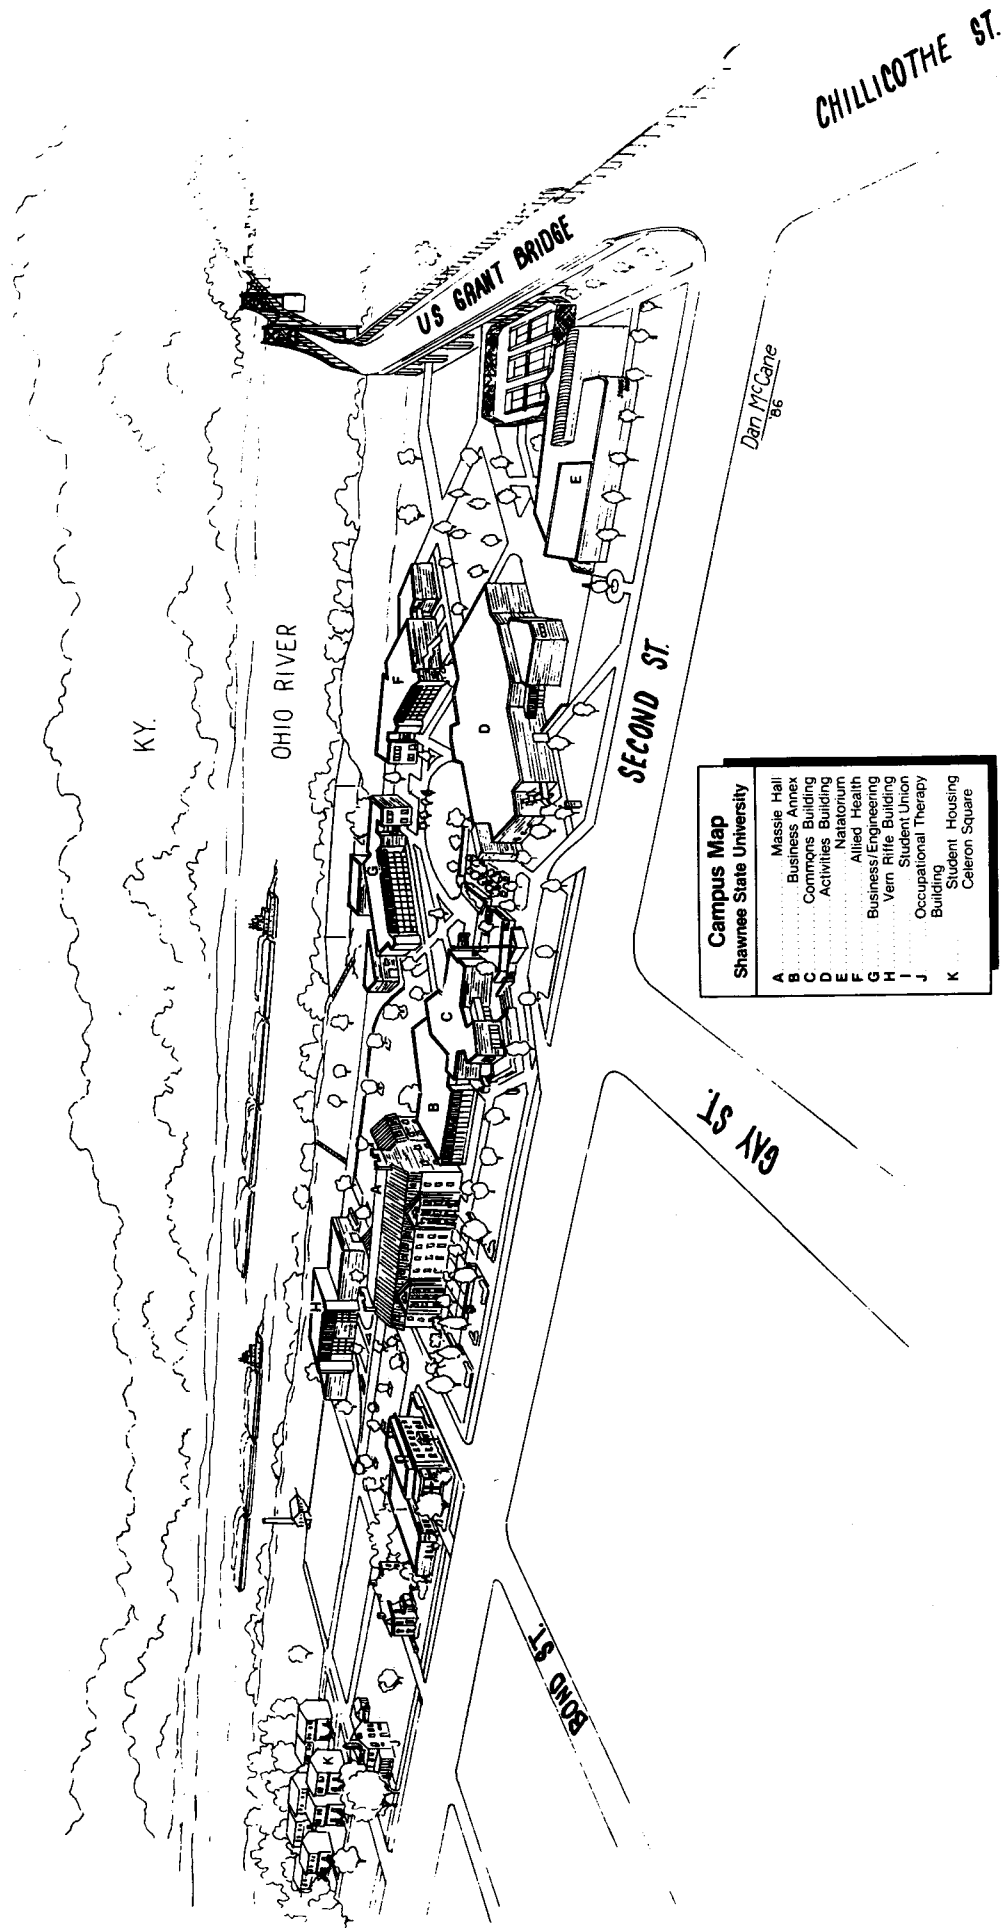 KY.
OHIO RIVER
US GRANT BRIDGE
CHILLICOTHE ST.
SECOND ST.
GAY ST.
BOND ST.
Dan McCane
'86
A
B
C
D
E
F
G
H
I
J
K
Campus Map
Shawnee State University
A ........ Massie Hall
B ........ Business Annex
C ........ Commons Building
D ........ Activities Building
E ........ Natatorium
F ........ Allied Health
G ........ Business/Engineering
H ........ Vern Riffe Building
I ........ Student Union
J ........ Occupational Therapy
Building
K ........ Student Housing
Celeron Square